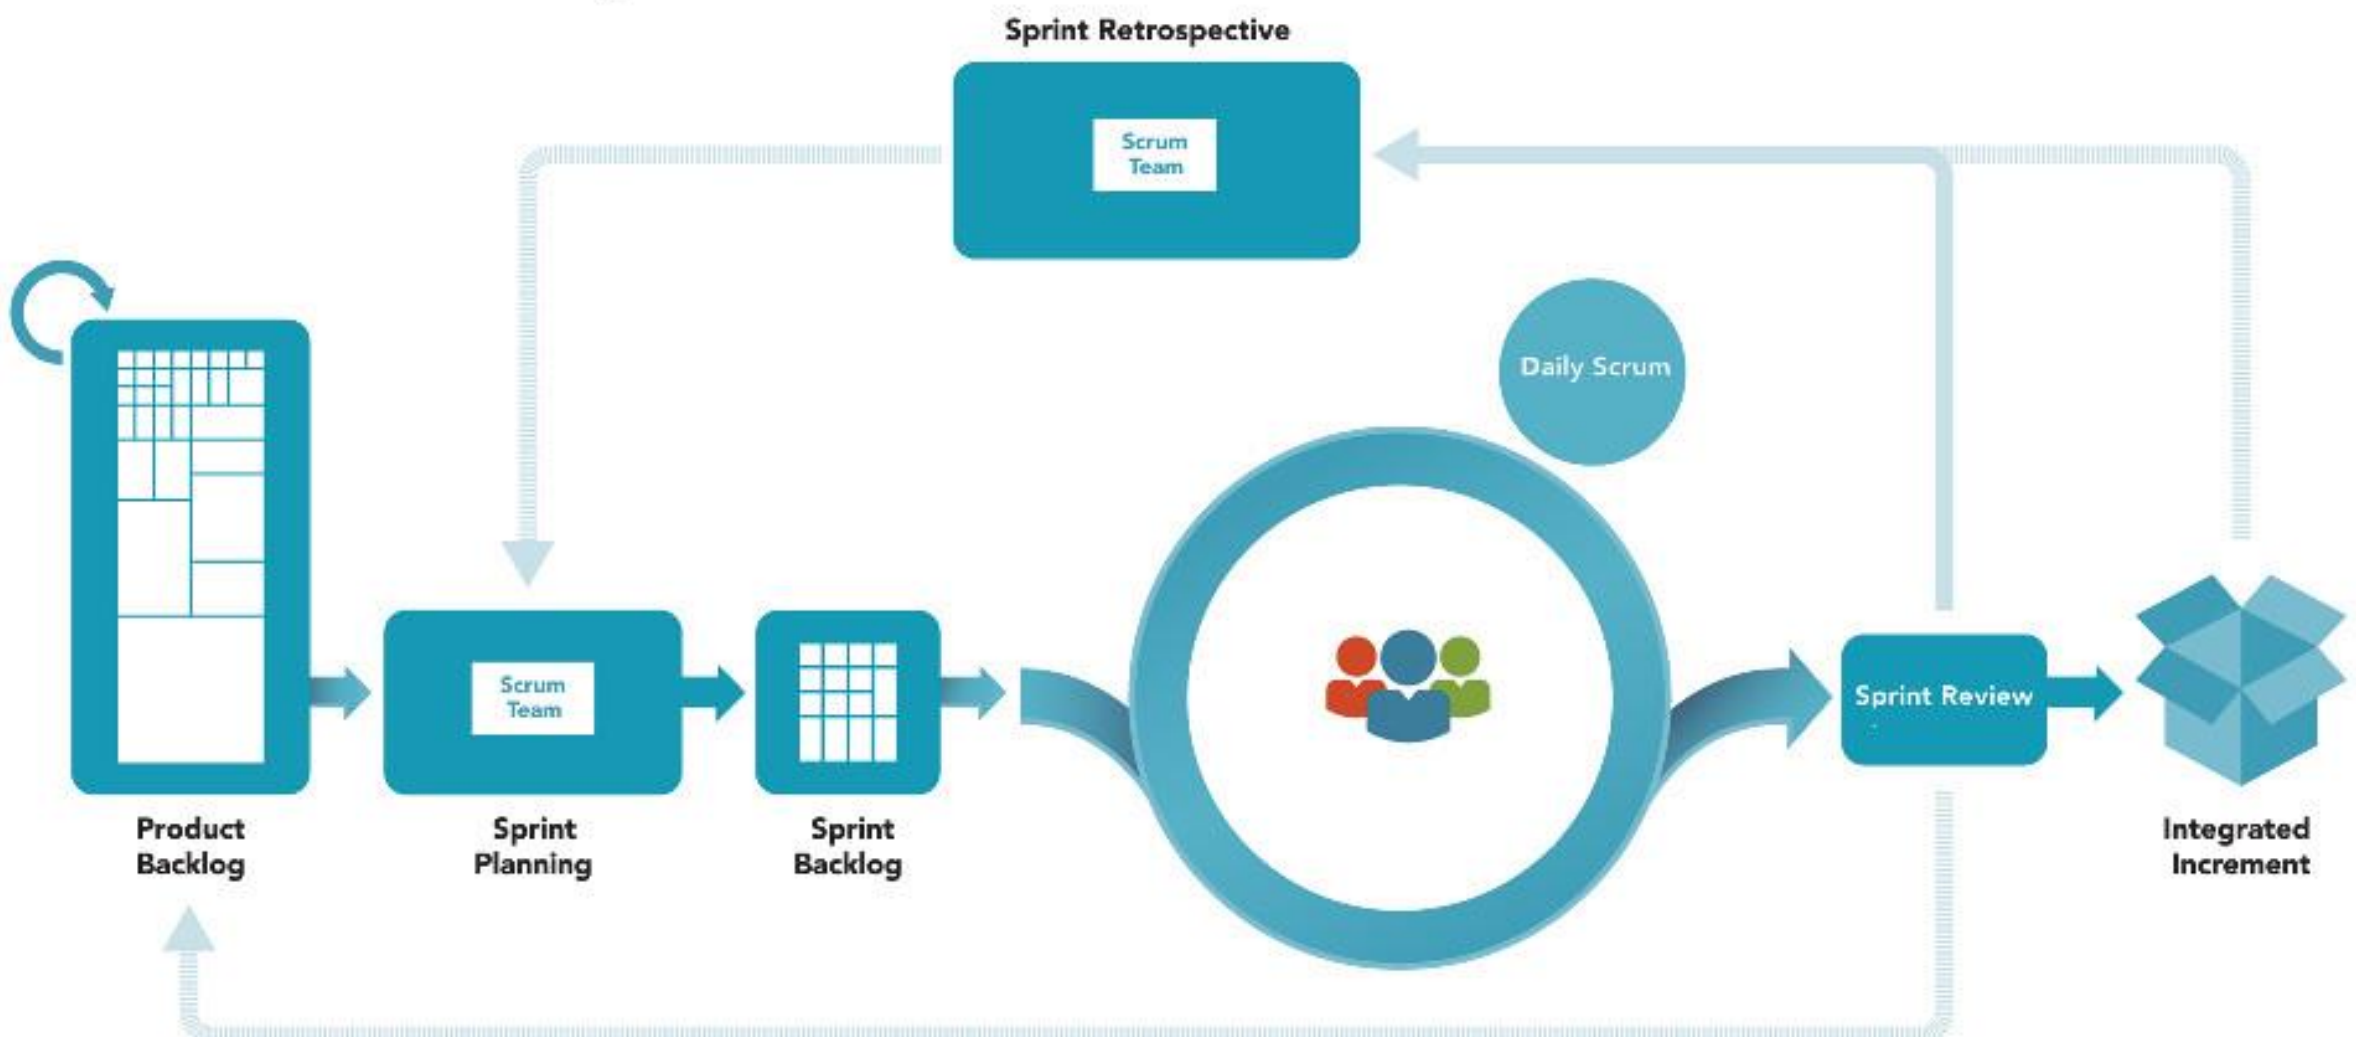 Sprint Retrospective
Scrum
Team
Daily Scrum
Scrum
Team
Sprint Review
Product
Backlog
Sprint
Planning
Sprint
Backlog
Integrated
Increment